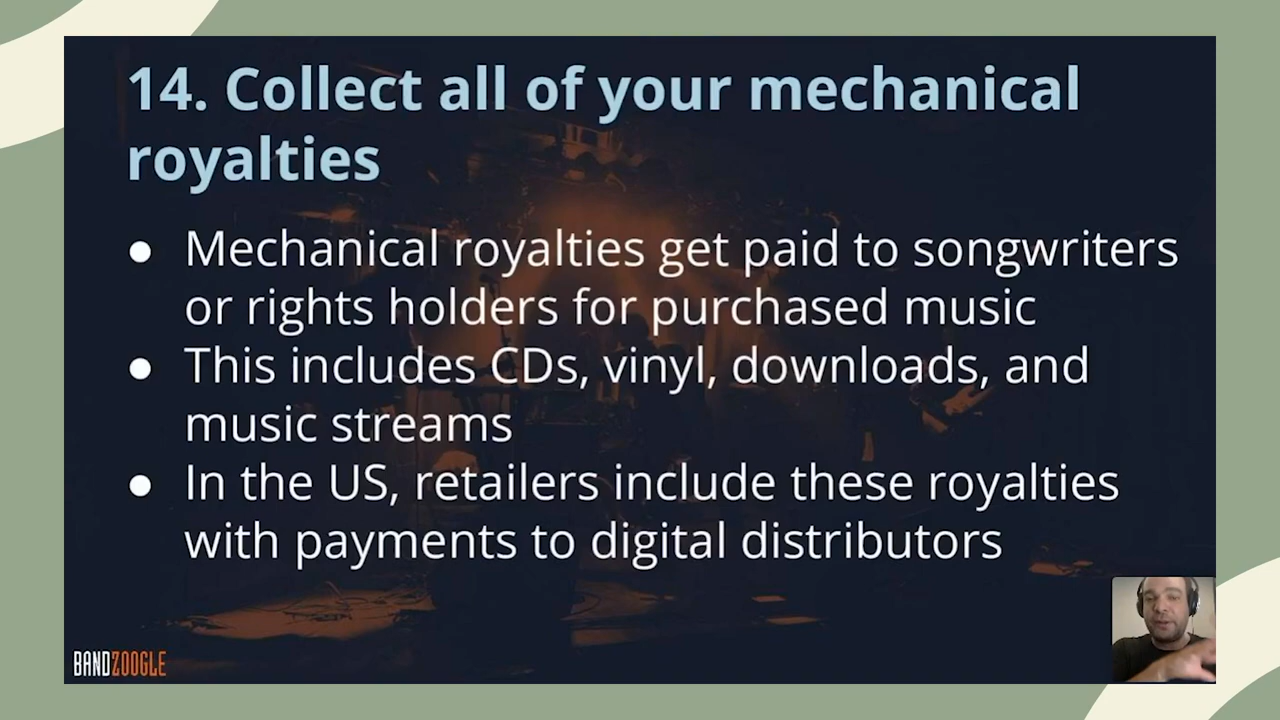 14. Collect all of your mechanical
royalties
● Mechanical royalties get paid to songwriters
or rights holders for purchased music
● This includes CDs, vinyl, downloads, and
music streams
● In the US, retailers include these royalties
with payments to digital distributors
BANDZOOGLE